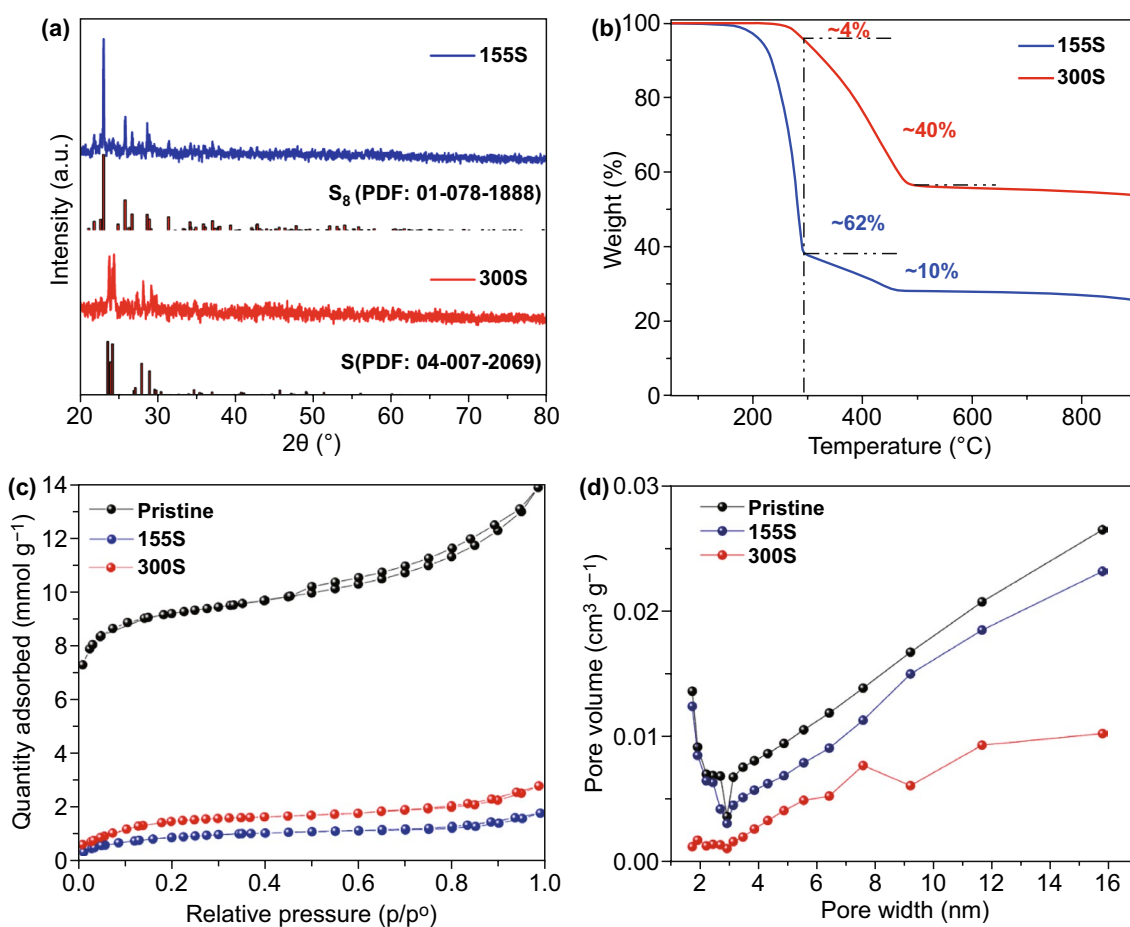 (a)
155S
S₈ (PDF: 01-078-1888)
300S
S(PDF: 04-007-2069)
Intensity (a.u.)
20 30 40 50 60 70 80
2θ (°)
(b)
~4%
155S
300S
~40%
~62%
~10%
Weight (%)
100
80
60
40
20
0
200 400 600 800
Temperature (°C)
(c)
Pristine
155S
300S
Quantity adsorbed (mmol g⁻¹)
14
12
10
8
6
4
2
0
0.0 0.2 0.4 0.6 0.8 1.0
Relative pressure (p/pº)
(d)
Pristine
155S
300S
Pore volume (cm³ g⁻¹)
0.03
0.02
0.01
0.00
2 4 6 8 10 12 14 16
Pore width (nm)